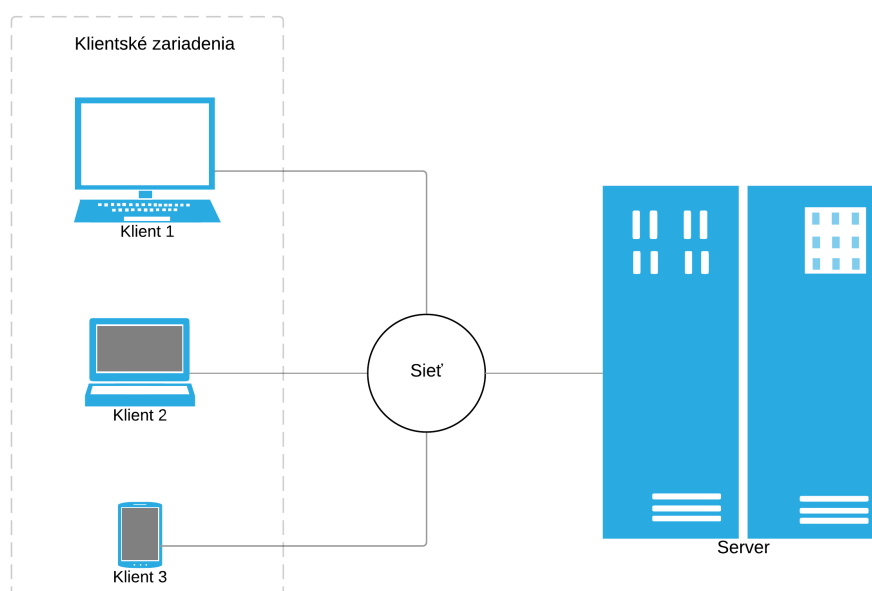 Klientské zariadenia
Klient 1
Klient 2
Klient 3
Sieť
Server